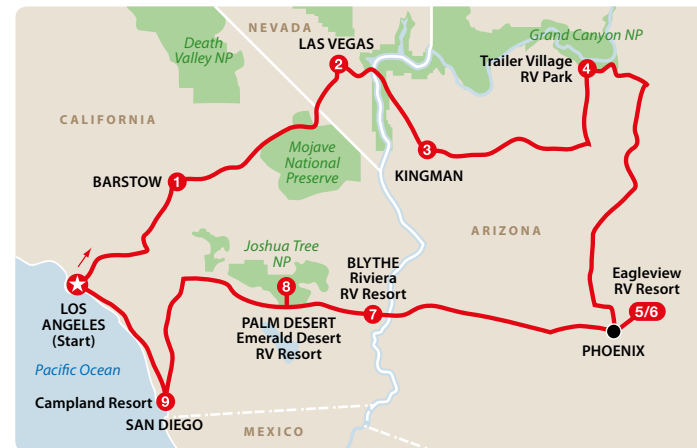 NEVADA
Grand Canyon NP
Death
Valley NP
LAS VEGAS
2
Trailer Village
RV Park
4
CALIFORNIA
Mojave
National
Preserve
3
KINGMAN
BARSTOW
1
ARIZONA
Joshua Tree
NP
BLYTHE
Riviera
RV Resort
Eagleview
RV Resort
5/6
8
7
LOS
ANGELES
(Start)
PALM DESERT
Emerald Desert
RV Resort
PHOENIX
Pacific Ocean
Campland Resort
9
SAN DIEGO
MEXICO